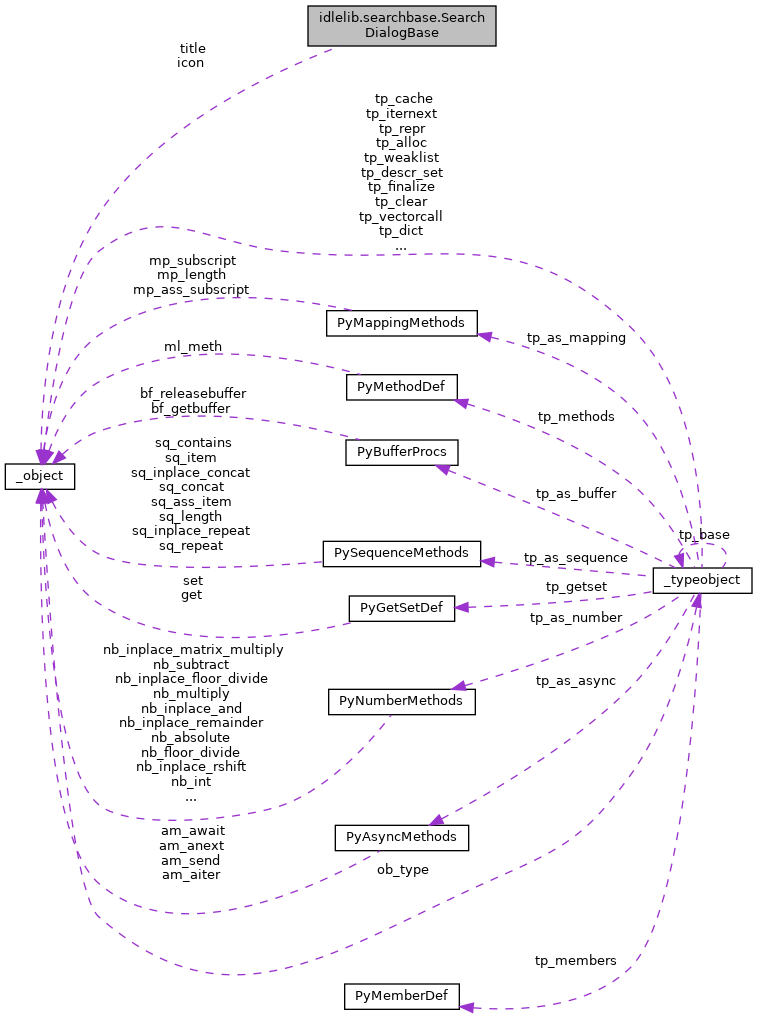 idlelib.searchbase.Search
DialogBase
title
icon
tp_cache
tp_iternext
tp_repr
tp_alloc
tp_weaklist
tp_descr_set
tp_finalize
tp_clear
tp_vectorcall
tp_dict
...
mp_subscript
mp_length
mp_ass_subscript
PyMappingMethods
tp_as_mapping
ml_meth
PyMethodDef
tp_methods
bf_releasebuffer
bf_getbuffer
PyBufferProcs
_object
tp_as_buffer
sq_contains
sq_item
sq_inplace_concat
sq_concat
sq_ass_item
sq_length
sq_inplace_repeat
sq_repeat
PySequenceMethods
tp_as_sequence
tp_base
_typeobject
set
get
PyGetSetDef
tp_getset
tp_as_number
nb_inplace_matrix_multiply
nb_subtract
nb_inplace_floor_divide
nb_multiply
nb_inplace_and
nb_inplace_remainder
nb_absolute
nb_floor_divide
nb_inplace_rshift
nb_int
...
PyNumberMethods
tp_as_async
am_await
am_anext
am_send
am_aiter
PyAsyncMethods
ob_type
tp_members
PyMemberDef